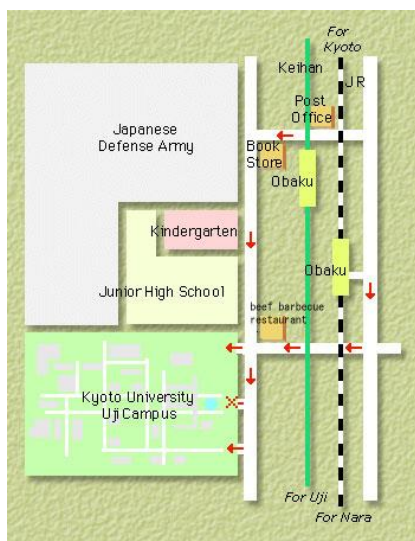 For
Kyoto
Keihan
JR
Post
Office
Japanese
Defense Army
Book
Store
Obaku
Kindergarten
Obaku
Junior High School
beef barbecue
restaurant
Kyoto University
Uji Campus
For Uji
For Nara